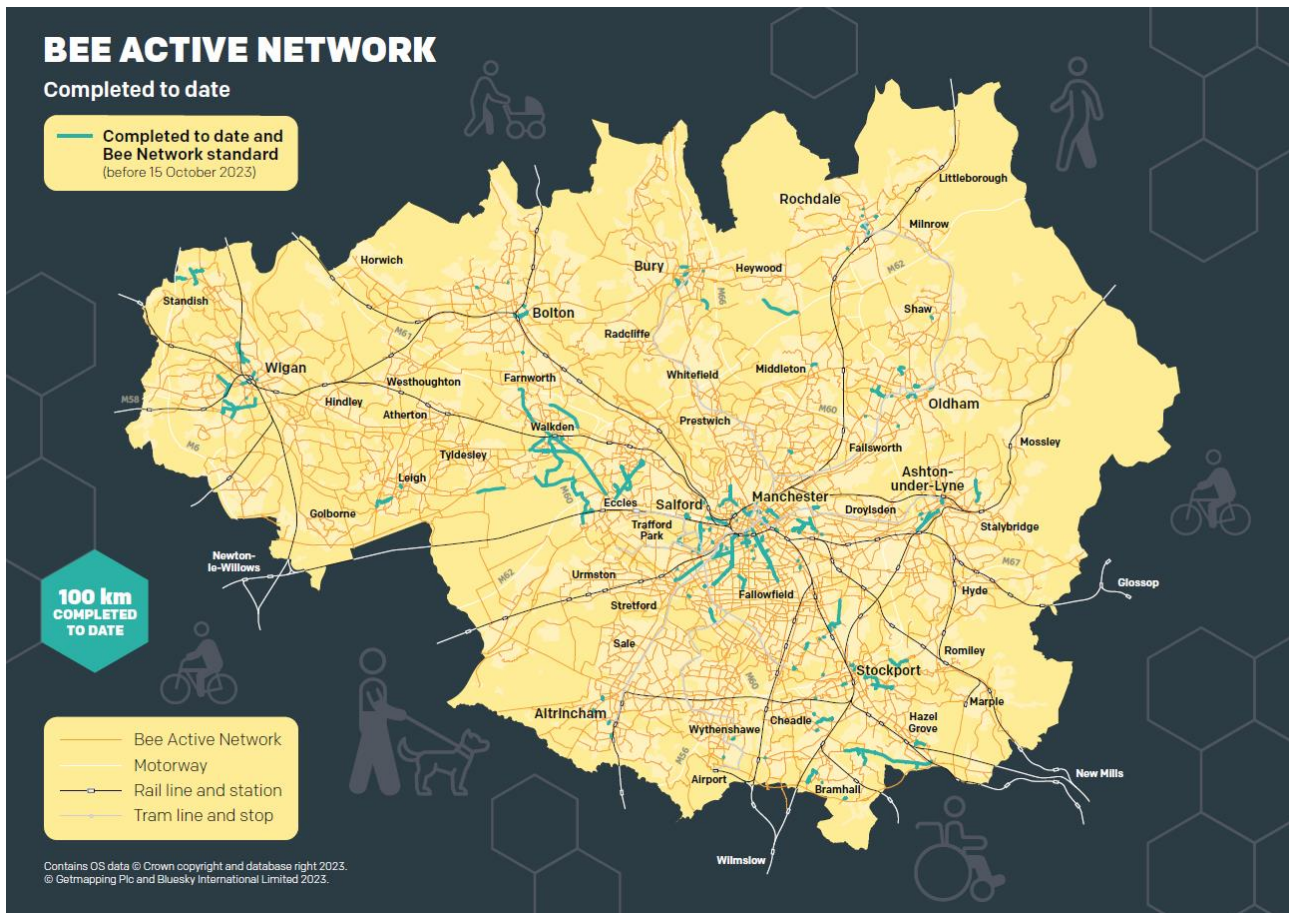 BEE ACTIVE NETWORK
Completed to date
Completed to date and
Bee Network standard
(before 15 October 2023)
Littleborough
Rochdale
Milnrow
Horwich
Bury
Heywood
M62
M66
Standish
Shaw
Bolton
M61
Radcliffe
Wigan
Whitefield
Middleton
Westhoughton
Farnworth
M58
Hindley
Atherton
M60
Oldham
Prestwich
Walkden
M6
Mossley
Failsworth
Tyldesley
Ashton-
under-Lyne
Leigh
M60
Eccles
Salford
Manchester
Droylsden
Golborne
Trafford
Park
Stalybridge
Newton-
le-Willows
M62
M67
Urmston
Glossop
100 km
COMPLETED
TO DATE
Hyde
Fallowfield
Stretford
Sale
Romiley
Stockport
M60
Marple
Altrincham
Hazel
Grove
Cheadle
Wythenshawe
M56
Bee Active Network
Motorway
Airport
New Mills
Rail line and station
Bramhall
Tram line and stop
Wilmslow
Contains OS data © Crown copyright and database right 2023.
© Getmapping Plc and Bluesky International Limited 2023.